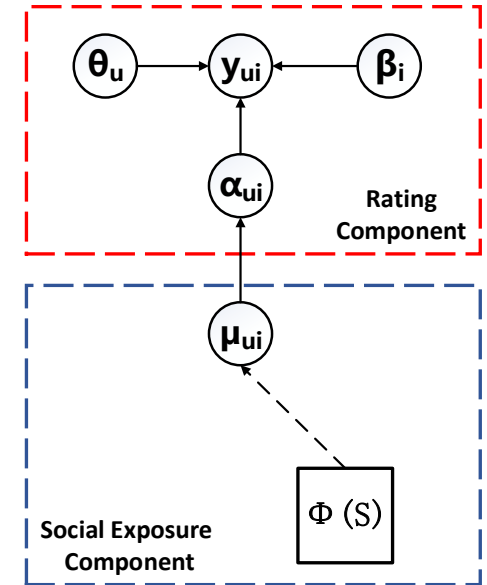 θu yui βi
αui
Rating
Component
μui
Φ (S)
Social Exposure
Component